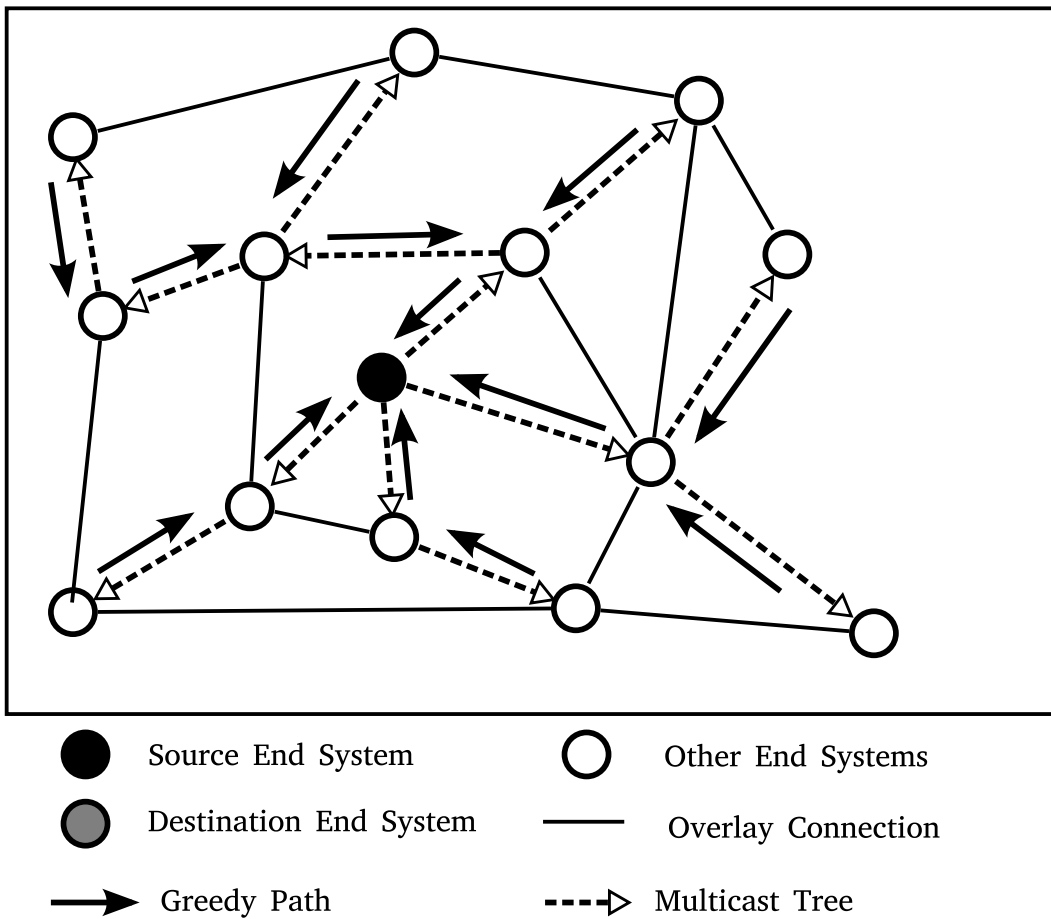 Source End System
Other End Systems
Destination End System
Overlay Connection
Greedy Path
Multicast Tree